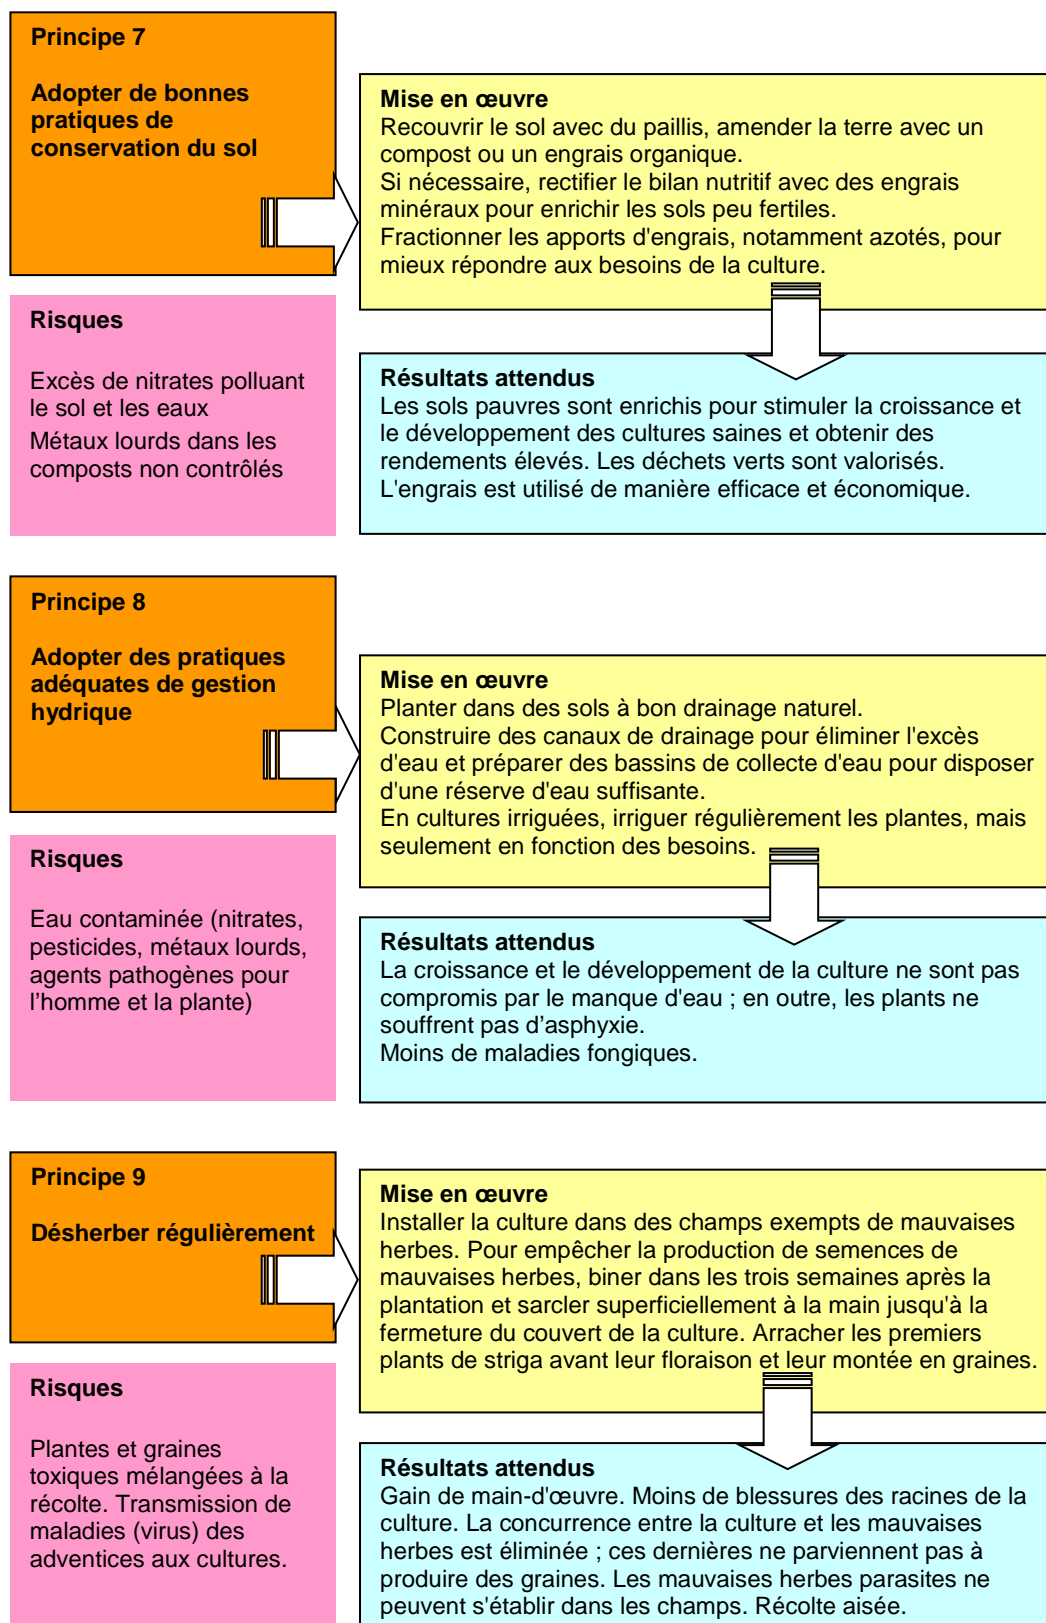 Principe 7
Adopter de bonnes
pratiques de
conservation du sol
Mise en œuvre
Recouvrir le sol avec du paillis, amender la terre avec un
compost ou un engrais organique.
Si nécessaire, rectifier le bilan nutritif avec des engrais
minéraux pour enrichir les sols peu fertiles.
Fractionner les apports d'engrais, notamment azotés, pour
mieux répondre aux besoins de la culture.
Risques
Excès de nitrates polluant
le sol et les eaux
Métaux lourds dans les
composts non contrôlés
Résultats attendus
Les sols pauvres sont enrichis pour stimuler la croissance et
le développement des cultures saines et obtenir des
rendements élevés. Les déchets verts sont valorisés.
L'engrais est utilisé de manière efficace et économique.
Principe 8
Adopter des pratiques
adéquates de gestion
hydrique
Mise en œuvre
Planter dans des sols à bon drainage naturel.
Construire des canaux de drainage pour éliminer l'excès
d'eau et préparer des bassins de collecte d'eau pour disposer
d'une réserve d'eau suffisante.
En cultures irriguées, irriguer régulièrement les plantes, mais
seulement en fonction des besoins.
Risques
Eau contaminée (nitrates,
pesticides, métaux lourds,
agents pathogènes pour
l’homme et la plante)
Résultats attendus
La croissance et le développement de la culture ne sont pas
compromis par le manque d'eau ; en outre, les plants ne
souffrent pas d’asphyxie.
Moins de maladies fongiques.
Principe 9
Désherber régulièrement
Mise en œuvre
Installer la culture dans des champs exempts de mauvaises
herbes. Pour empêcher la production de semences de
mauvaises herbes, biner dans les trois semaines après la
plantation et sarcler superficiellement à la main jusqu'à la
fermeture du couvert de la culture. Arracher les premiers
plants de striga avant leur floraison et leur montée en graines.
Risques
Plantes et graines
toxiques mélangées à la
récolte. Transmission de
maladies (virus) des
adventices aux cultures.
Résultats attendus
Gain de main-d'œuvre. Moins de blessures des racines de la
culture. La concurrence entre la culture et les mauvaises
herbes est éliminée ; ces dernières ne parviennent pas à
produire des graines. Les mauvaises herbes parasites ne
peuvent s'établir dans les champs. Récolte aisée.